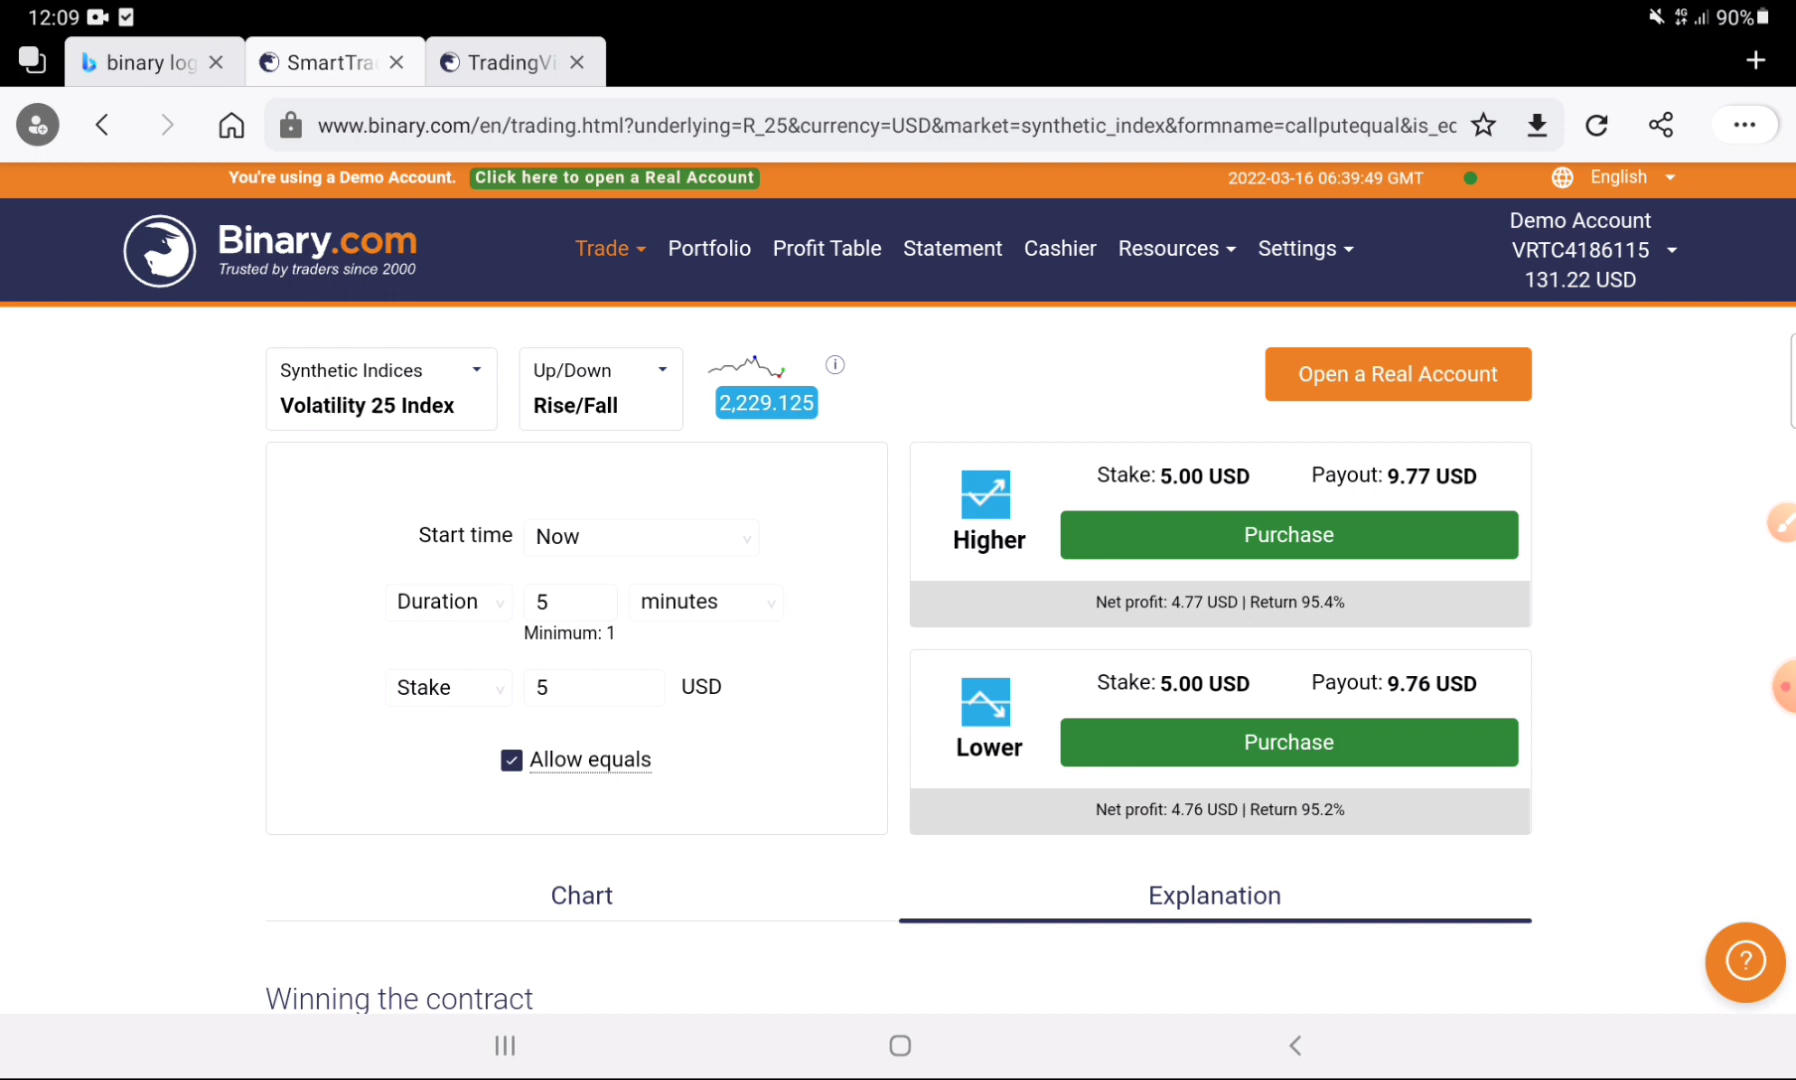 12:09 4G 90%
binary log SmartTra TradingVi
www.binary.com/en/trading.html?underlying=R_25&currency=USD&market=synthetic_index&formname=callputequal&is_ec
You're using a Demo Account. Click here to open a Real Account 2022-03-16 06:39:49 GMT English
Binary.com
Trusted by traders since 2000
Trade Portfolio Profit Table Statement Cashier Resources Settings
Demo Account
VRTC4186115
131.22 USD
Synthetic Indices
Volatility 25 Index
Up/Down
Rise/Fall
2,229.125
Open a Real Account
Start time Now
Duration 5 minutes
Minimum: 1
Stake 5 USD
Allow equals
Stake: 5.00 USD Payout: 9.77 USD
Higher
Purchase
Net profit: 4.77 USD | Return 95.4%
Stake: 5.00 USD Payout: 9.76 USD
Lower
Purchase
Net profit: 4.76 USD | Return 95.2%
Chart Explanation
Winning the contract